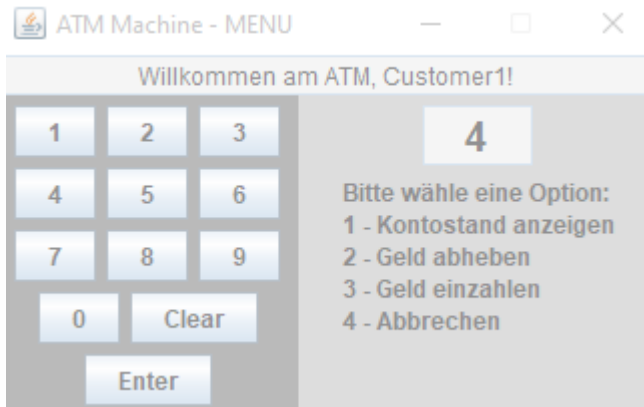 ATM Machine - MENU
Willkommen am ATM, Customer1!
1 2 3
4 5 6
7 8 9
0 Clear
Enter
4
Bitte wähle eine Option:
1 - Kontostand anzeigen
2 - Geld abheben
3 - Geld einzahlen
4 - Abbrechen